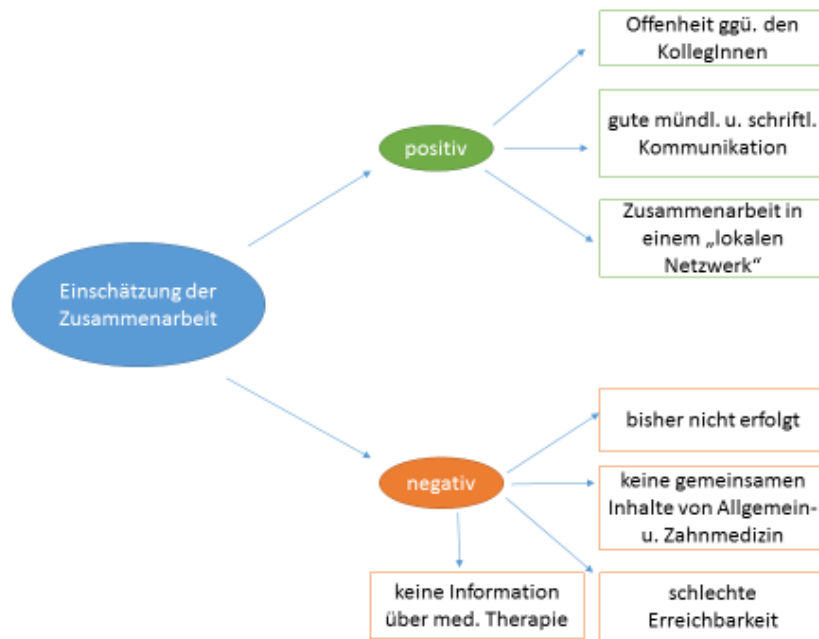 Offenheit ggü. den
KollegInnen
positiv
gute mündl. u. schriftl.
Kommunikation
Zusammenarbeit in
einem „lokalen
Netzwerk“
Einschätzung der
Zusammenarbeit
bisher nicht erfolgt
negativ
keine gemeinsamen
Inhalte von Allgemein-
u. Zahnmedizin
keine Information
über med. Therapie
schlechte
Erreichbarkeit